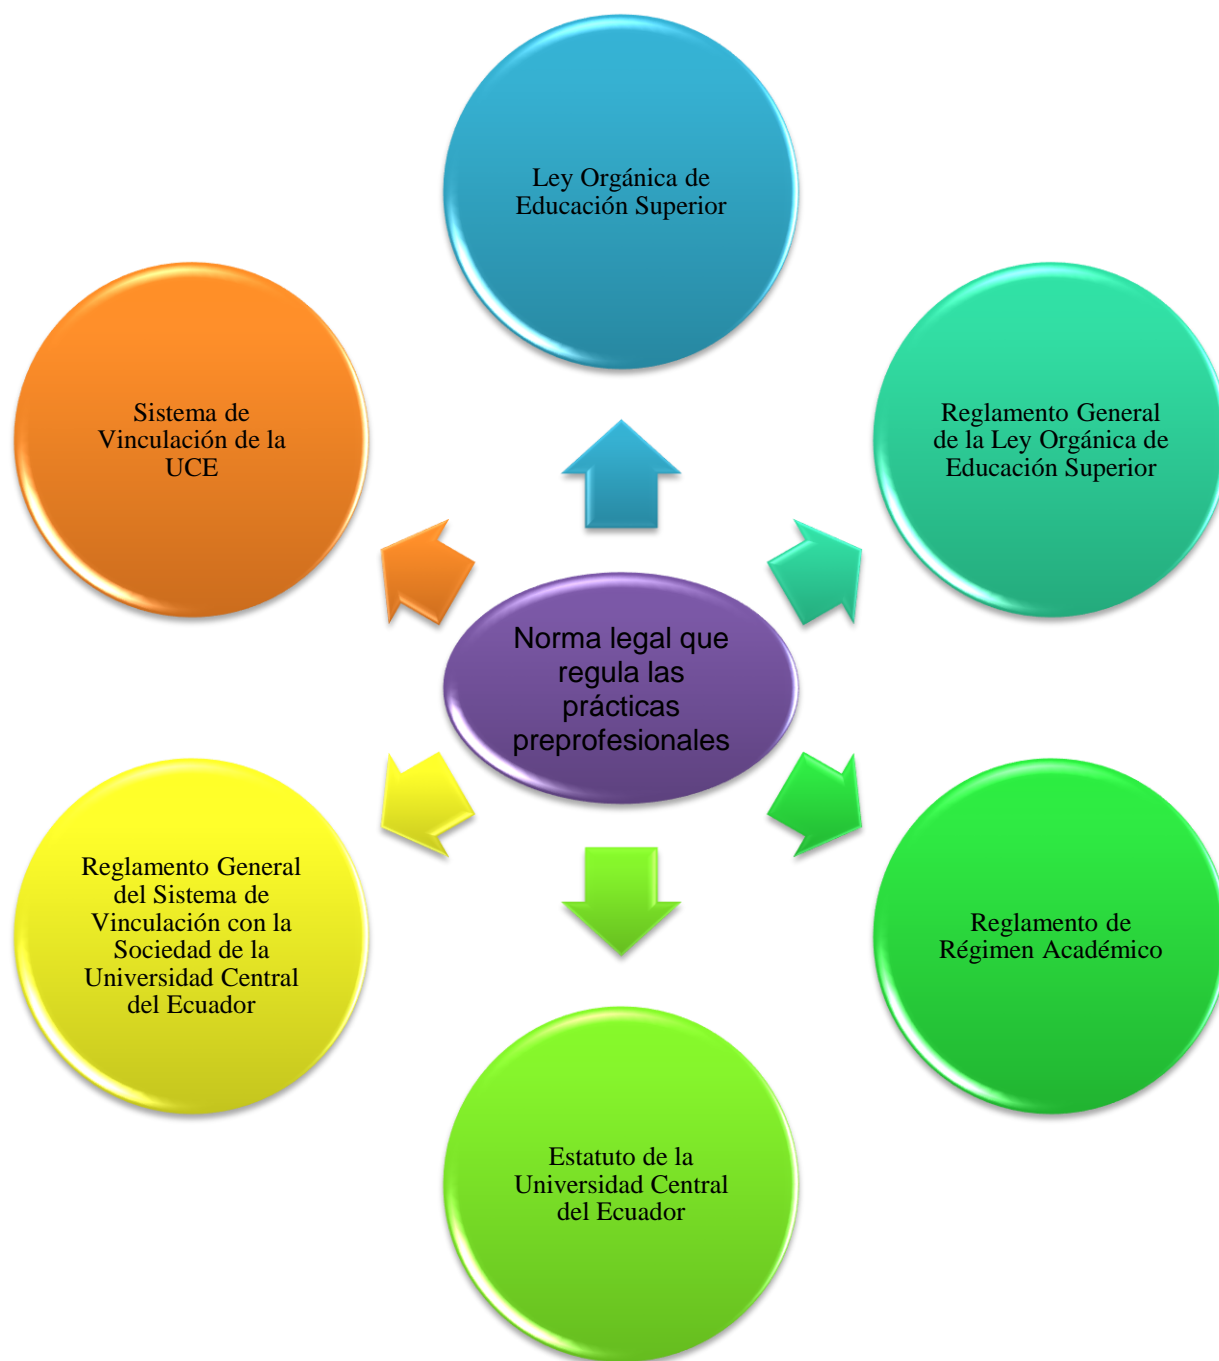 Ley Orgánica de
Educación Superior
Sistema de
Vinculación de la
UCE
Reglamento General
de la Ley Orgánica de
Educación Superior
Norma legal que
regula las
prácticas
preprofesionales
Reglamento General
del Sistema de
Vinculación con la
Sociedad de la
Universidad Central
del Ecuador
Reglamento de
Régimen Académico
Estatuto de la
Universidad Central
del Ecuador